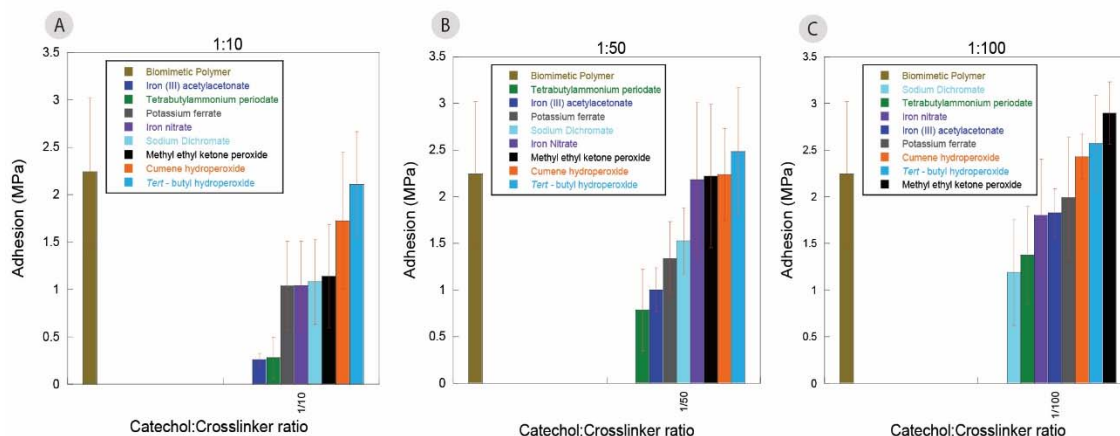 A
1:10
3.5
3
2.5
2
1.5
1
0.5
0
Adhesion (MPa)
Biomimetic Polymer
Iron (III) acetylacetonate
Tetrabutylammonium periodate
Potassium ferrate
Iron nitrate
Sodium Dichromate
Methyl ethyl ketone peroxide
Cumene hydroperoxide
Tert - butyl hydroperoxide
1/10
Catechol:Crosslinker ratio
B
1:50
3.5
3
2.5
2
1.5
1
0.5
0
Adhesion (MPa)
Biomimetic Polymer
Tetrabutylammonium periodate
Iron (III) acetylacetonate
Potassium ferrate
Sodium Dichromate
Iron Nitrate
Methyl ethyl ketone peroxide
Cumene hydroperoxide
Tert - butyl hydroperoxide
1/50
Catechol:Crosslinker ratio
C
1:100
3.5
3
2.5
2
1.5
1
0.5
0
Adhesion (MPa)
Biomimetic Polymer
Sodium Dichromate
Tetrabutylammonium periodate
Iron nitrate
Iron (III) acetylacetonate
Potassium ferrate
Cumene hydroperoxide
Tert - butyl hydroperoxide
Methyl ethyl ketone peroxide
1/100
Catechol:Crosslinker ratio